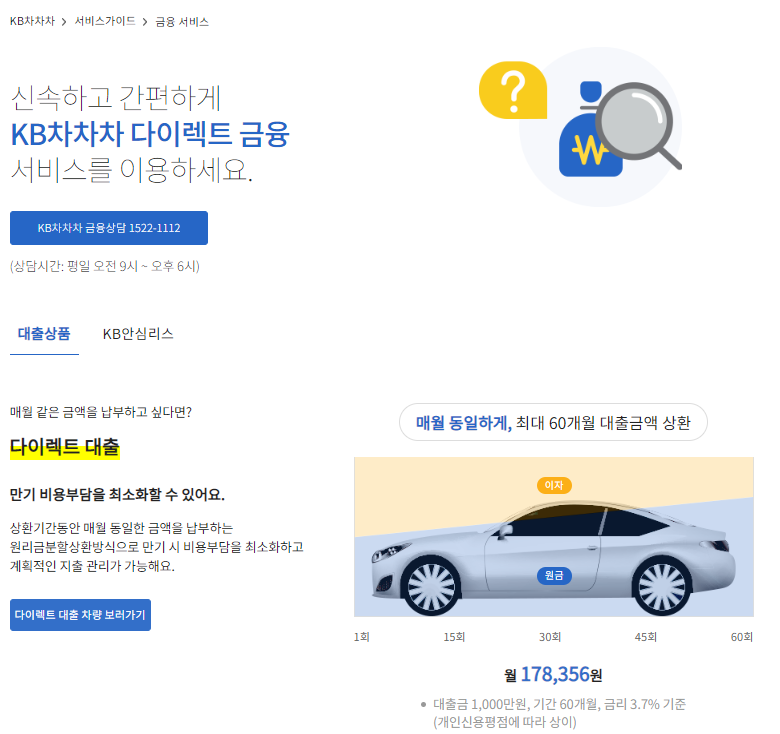 KB차차차 > 서비스가이드 > 금융 서비스
신속하고 간편하게
KB차차차 다이렉트 금융
서비스를 이용하세요.
KB차차차 금융상담 1522-1112
(상담시간: 평일 오전 9시 ~ 오후 6시)
대출상품 KB안심리스
매월 같은 금액을 납부하고 싶다면?
다이렉트 대출
만기 비용부담을 최소화할 수 있어요.
상환기간동안 매월 동일한 금액을 납부하는
원리금분할상환방식으로 만기 시 비용부담을 최소화하고
계획적인 지출 관리가 가능해요.
다이렉트 대출 차량 보러가기
매월 동일하게, 최대 60개월 대출금액 상환
이자
원금
1회 15회 30회 45회 60회
월 178,356원
• 대출금 1,000만원, 기간 60개월, 금리 3.7% 기준
(개인신용평점에 따라 상이)